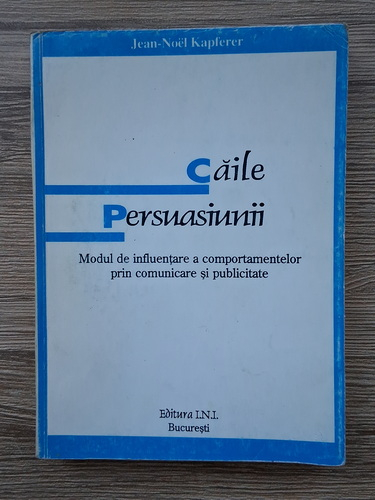 Jean-Noël Kapferer
Căile
Persuasiunii
Modul de influențare a comportamentelor
prin comunicare și publicitate
Editura I.N.I.
București